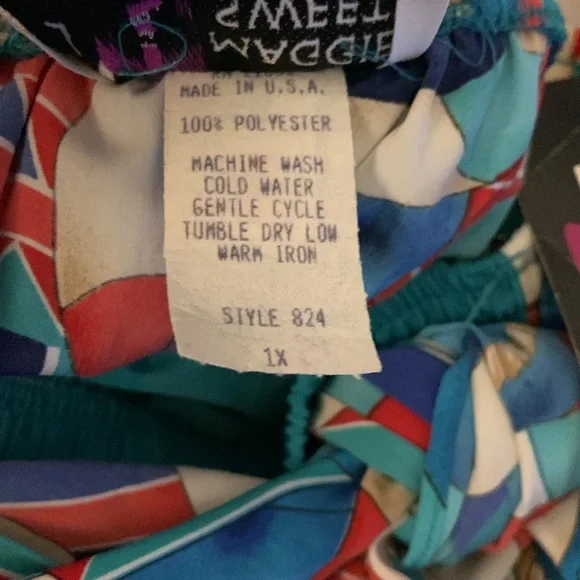 SWEET
MAGGIE
MADE IN U.S.A.
100% POLYESTER
MACHINE WASH
COLD WATER
GENTLE CYCLE
TUMBLE DRY LOW
WARM IRON
STYLE 824
1X